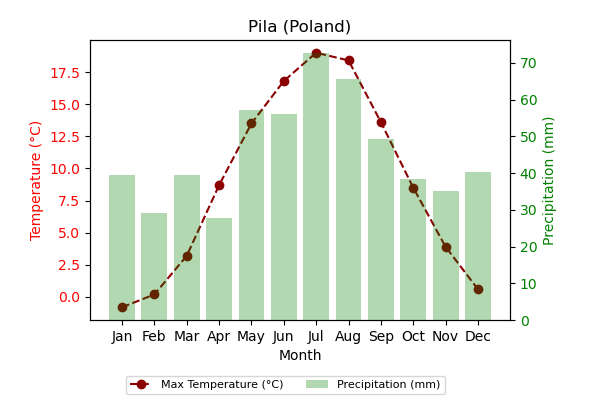 Pila (Poland)
Temperature (°C)
17.5
15.0
12.5
10.0
7.5
5.0
2.5
0.0
70
60
50
40
30
20
10
0
Precipitation (mm)
Jan Feb Mar Apr May Jun Jul Aug Sep Oct Nov Dec
Month
Max Temperature (°C) Precipitation (mm)